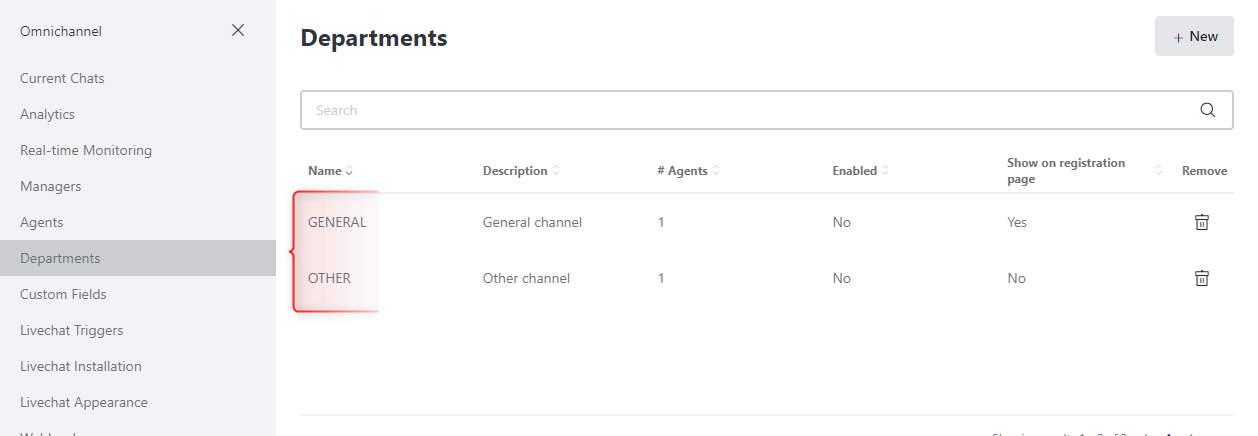 Omnichannel
Current Chats
Analytics
Real-time Monitoring
Managers
Agents
Departments
Custom Fields
Livechat Triggers
Livechat Installation
Livechat Appearance
Departments
+ New
Search
Name Description # Agents Enabled Show on registration page Remove
GENERAL General channel 1 No Yes
OTHER Other channel 1 No No